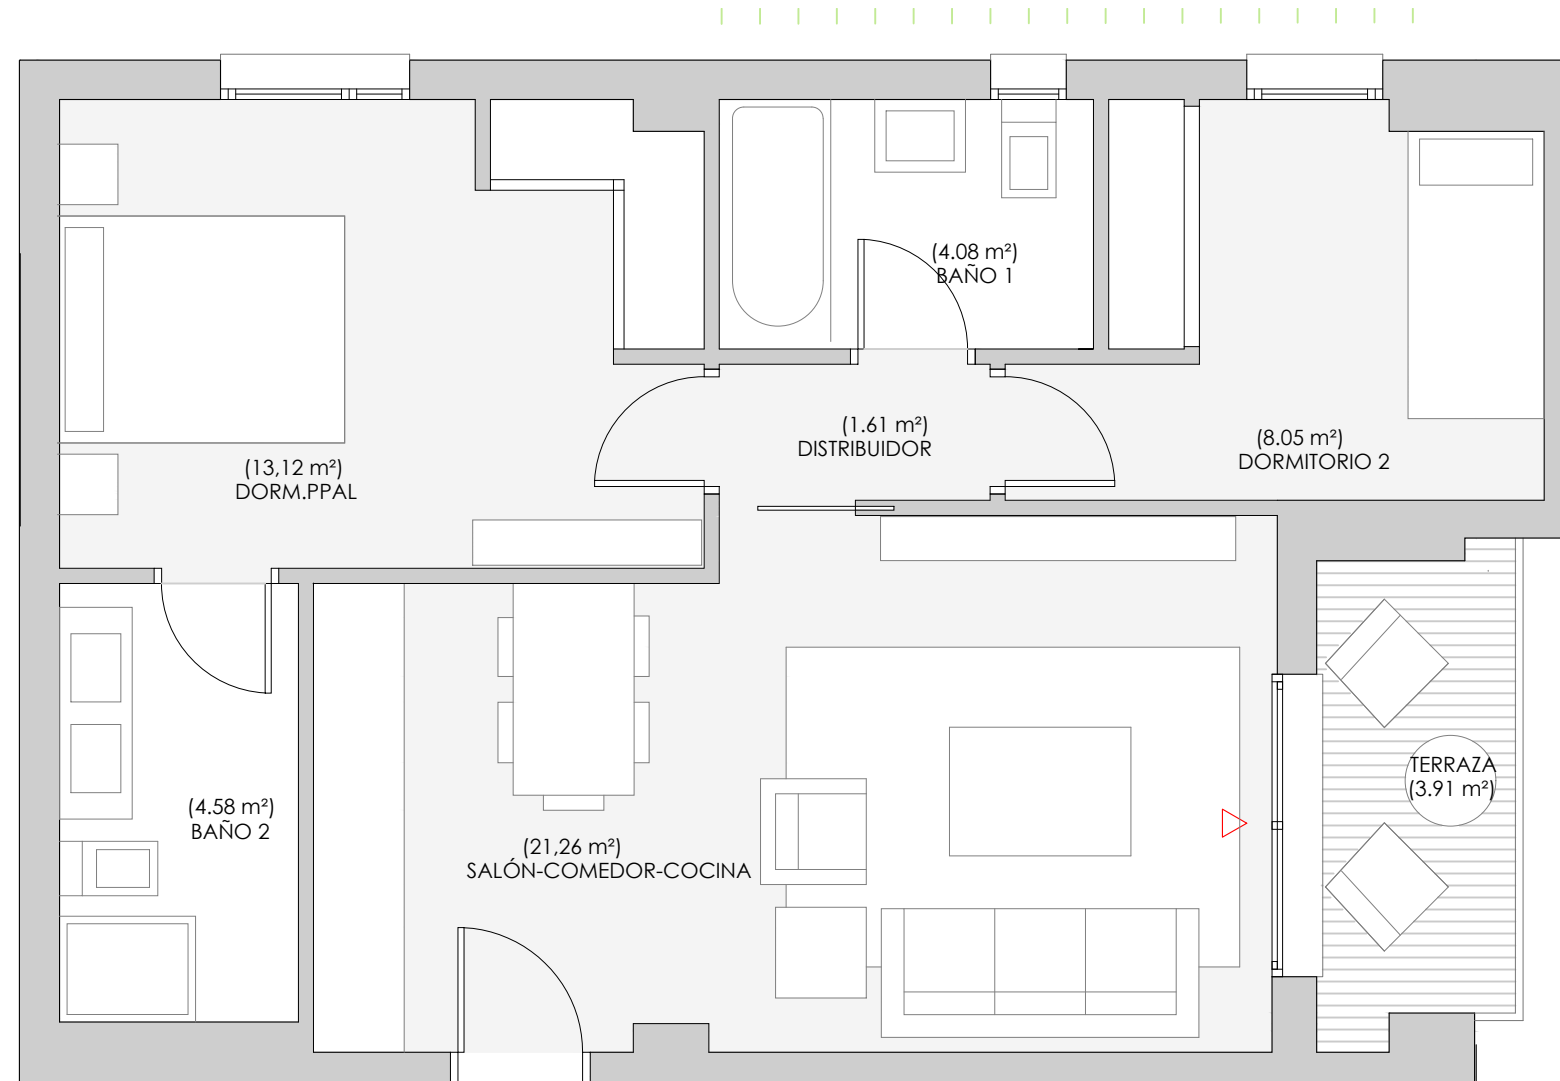 (4.08 m²)
BAÑO 1
(1.61 m²)
DISTRIBUIDOR
(8.05 m²)
DORMITORIO 2
(13,12 m²)
DORM.PPAL
TERRAZA
(3.91 m²)
(4.58 m²)
BAÑO 2
(21,26 m²)
SALÓN-COMEDOR-COCINA